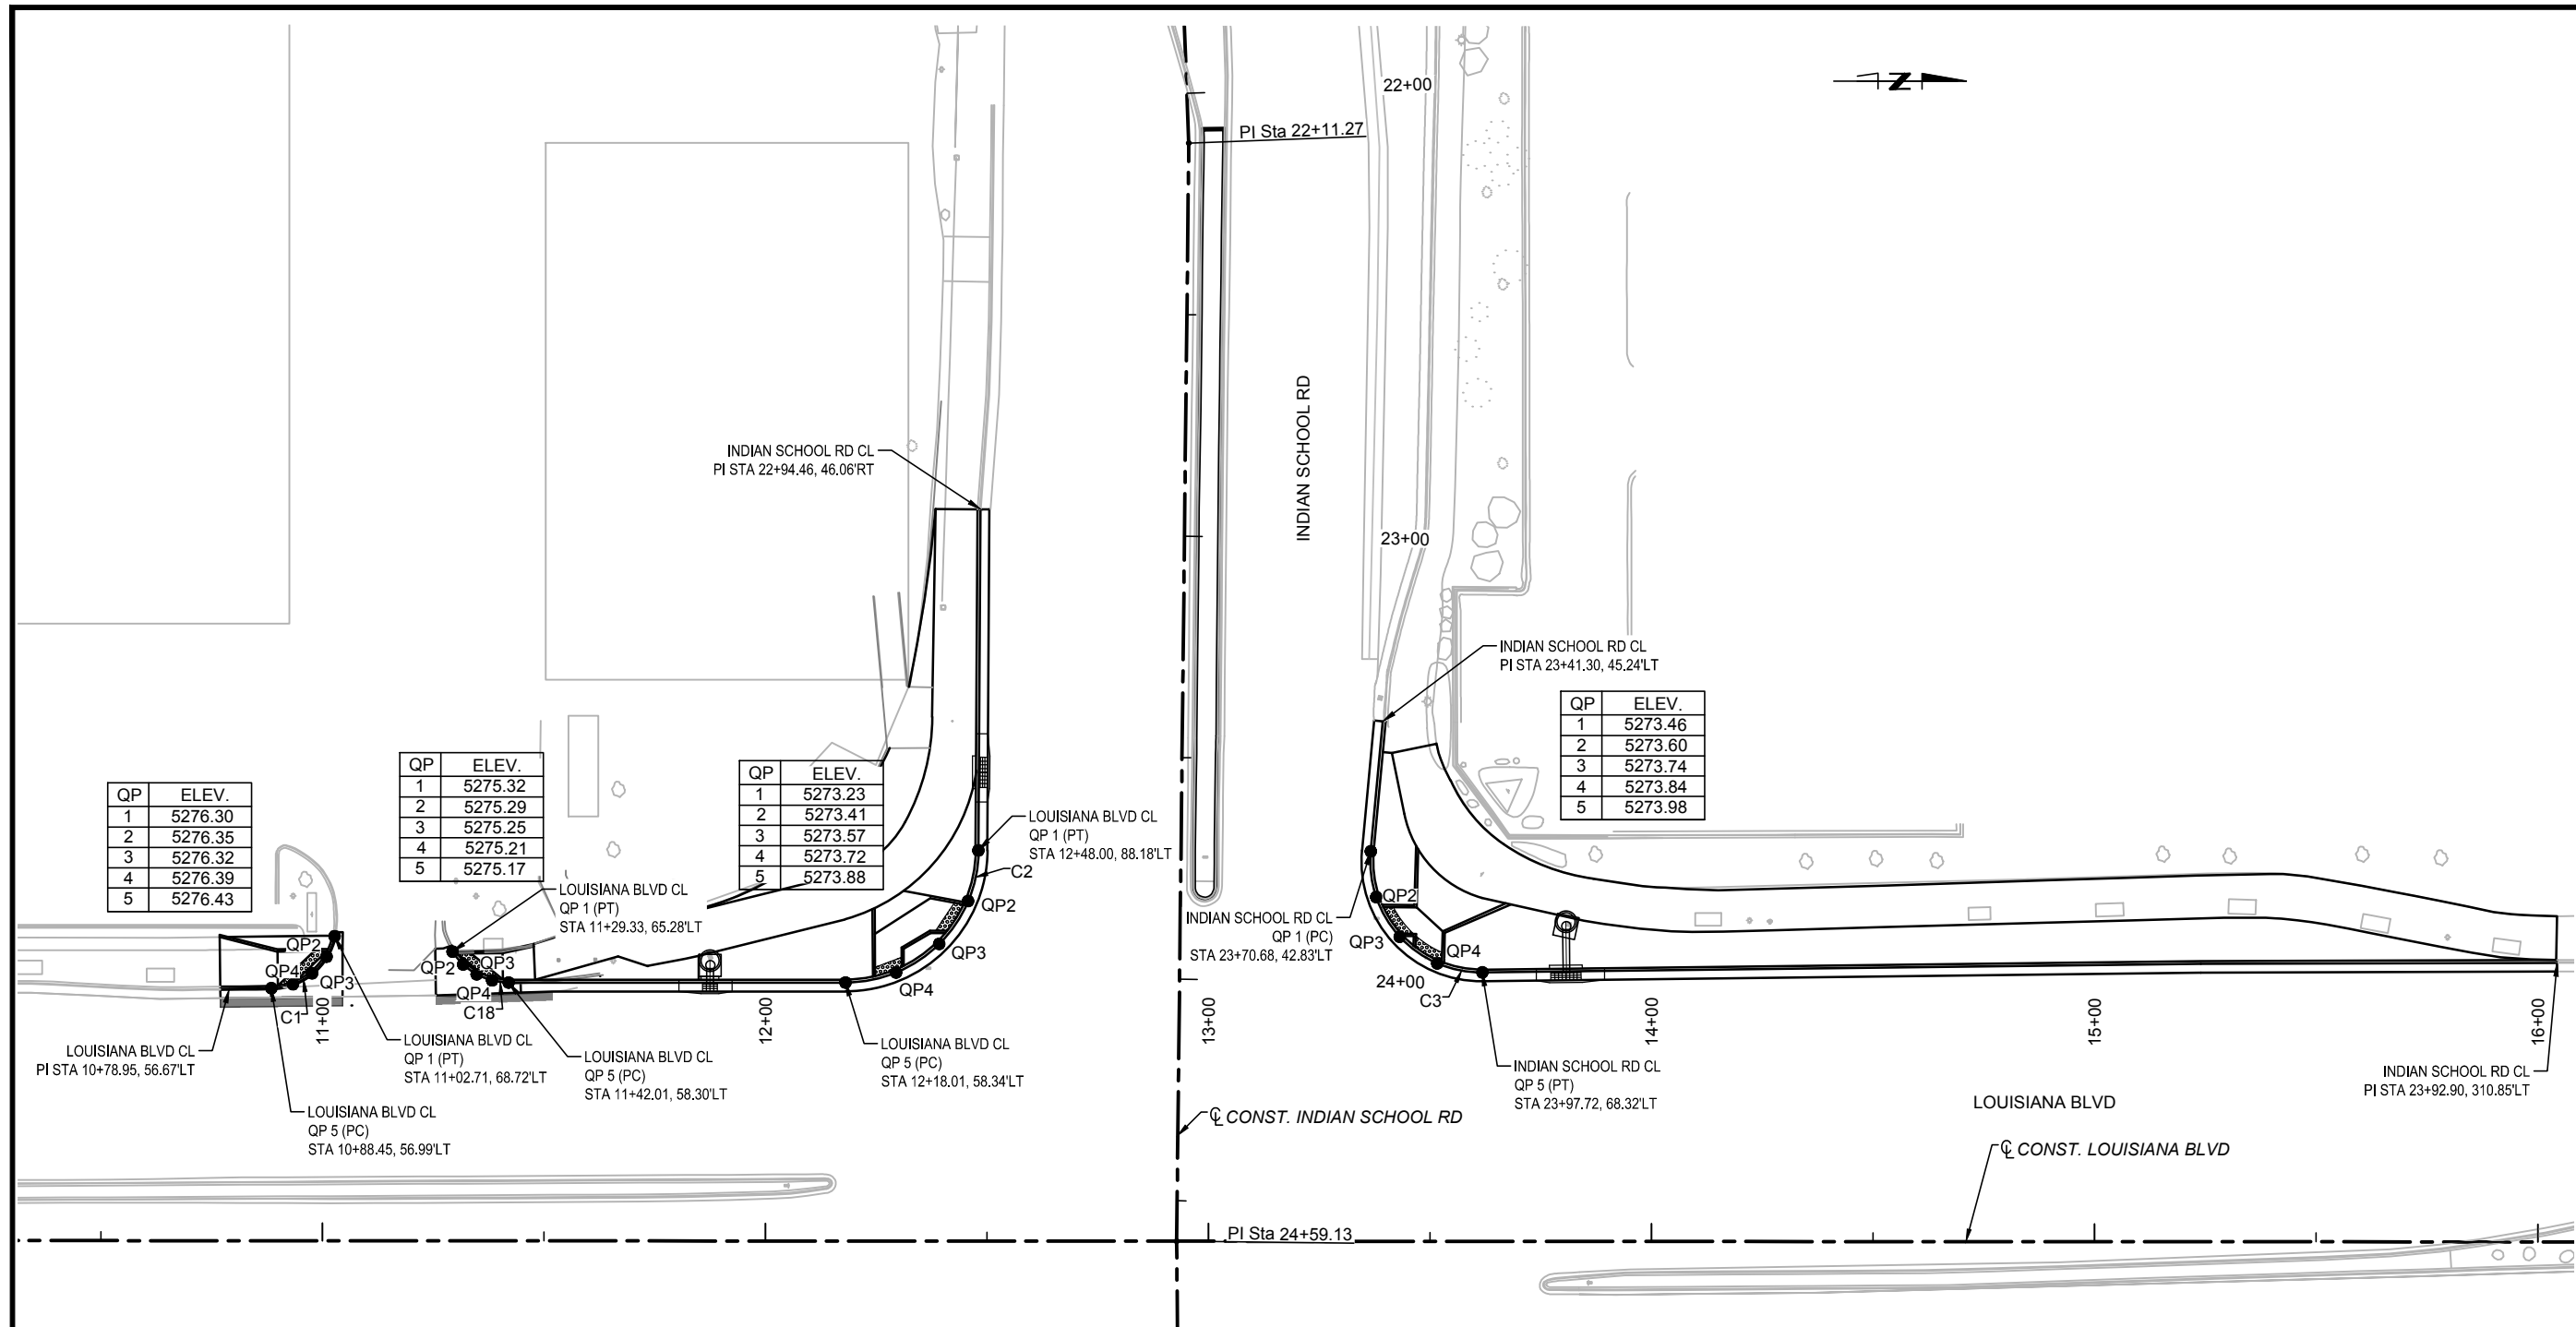 N
22+00
PI Sta 22+11.27
INDIAN SCHOOL RD
23+00
INDIAN SCHOOL RD CL
PI STA 22+94.46, 46.06'RT
INDIAN SCHOOL RD CL
PI STA 23+41.30, 45.24'LT
QP ELEV.
1 5276.30
2 5276.35
3 5276.32
4 5276.39
5 5276.43
QP ELEV.
1 5275.32
2 5275.29
3 5275.25
4 5275.21
5 5275.17
QP ELEV.
1 5273.23
2 5273.41
3 5273.57
4 5273.72
5 5273.88
QP ELEV.
1 5273.46
2 5273.60
3 5273.74
4 5273.84
5 5273.98
LOUISIANA BLVD CL
QP 1 (PT)
STA 12+48.00, 88.18'LT
C2
LOUISIANA BLVD CL
QP 1 (PT)
STA 11+29.33, 65.28'LT
QP2
QP3
QP4
QP2
QP3
QP4
C1
11+00
QP2
QP3
QP4
C18
INDIAN SCHOOL RD CL
QP 1 (PC)
STA 23+70.68, 42.83'LT
QP2
QP3
QP4
24+00
C3
12+00
13+00
14+00
15+00
16+00
LOUISIANA BLVD CL
PI STA 10+78.95, 56.67'LT
LOUISIANA BLVD CL
QP 1 (PT)
STA 11+02.71, 68.72'LT
LOUISIANA BLVD CL
QP 5 (PC)
STA 11+42.01, 58.30'LT
LOUISIANA BLVD CL
QP 5 (PC)
STA 12+18.01, 58.34'LT
INDIAN SCHOOL RD CL
QP 5 (PT)
STA 23+97.72, 68.32'LT
INDIAN SCHOOL RD CL
PI STA 23+92.90, 310.85'LT
LOUISIANA BLVD CL
QP 5 (PC)
STA 10+88.45, 56.99'LT
℄ CONST. INDIAN SCHOOL RD
LOUISIANA BLVD
℄ CONST. LOUISIANA BLVD
PI Sta 24+59.13